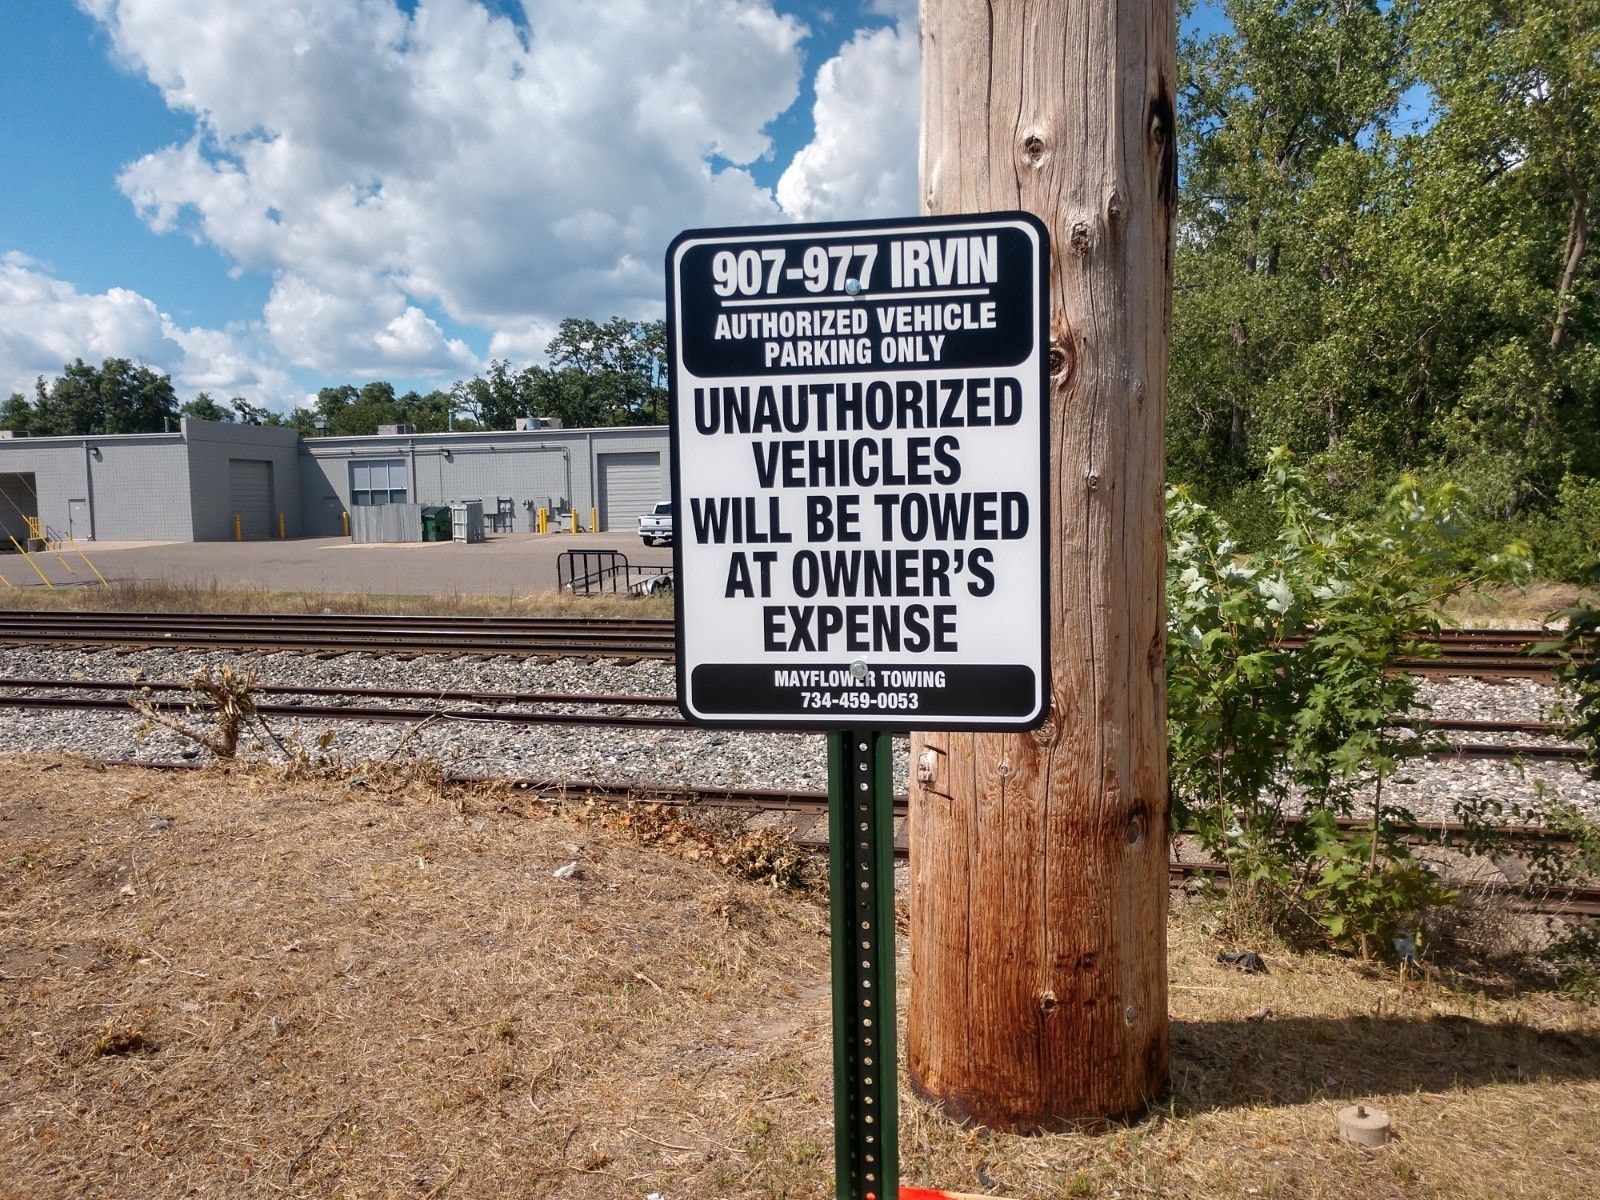 907-977 IRVIN
AUTHORIZED VEHICLE
PARKING ONLY
UNAUTHORIZED
VEHICLES
WILL BE TOWED
AT OWNER'S
EXPENSE
MAYFLOWER TOWING
734-459-0053